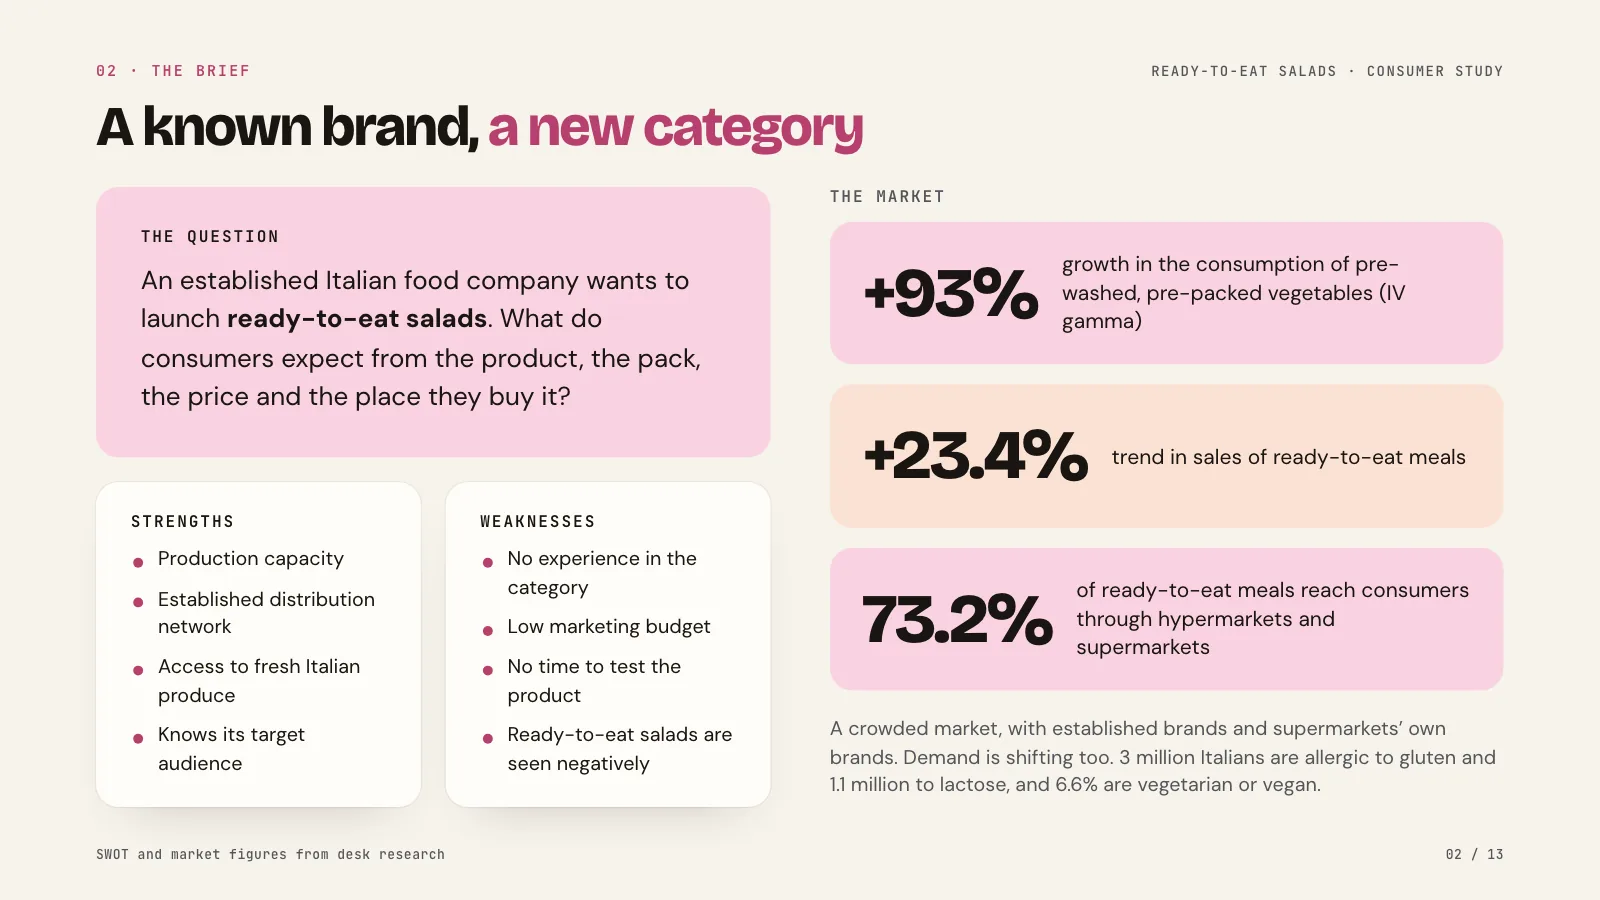 02 · THE BRIEF
READY-TO-EAT SALADS · CONSUMER STUDY
A known brand, a new category
THE QUESTION
An established Italian food company wants to
launch ready-to-eat salads. What do
consumers expect from the product, the pack,
the price and the place they buy it?
STRENGTHS
Production capacity
Established distribution
network
Access to fresh Italian
produce
Knows its target
audience
WEAKNESSES
No experience in the
category
Low marketing budget
No time to test the
product
Ready-to-eat salads are
seen negatively
THE MARKET
+93%
growth in the consumption of pre-
washed, pre-packed vegetables (IV
gamma)
+23.4%
trend in sales of ready-to-eat meals
73.2%
of ready-to-eat meals reach consumers
through hypermarkets and
supermarkets
A crowded market, with established brands and supermarkets’ own
brands. Demand is shifting too. 3 million Italians are allergic to gluten and
1.1 million to lactose, and 6.6% are vegetarian or vegan.
SWOT and market figures from desk research
02 / 13